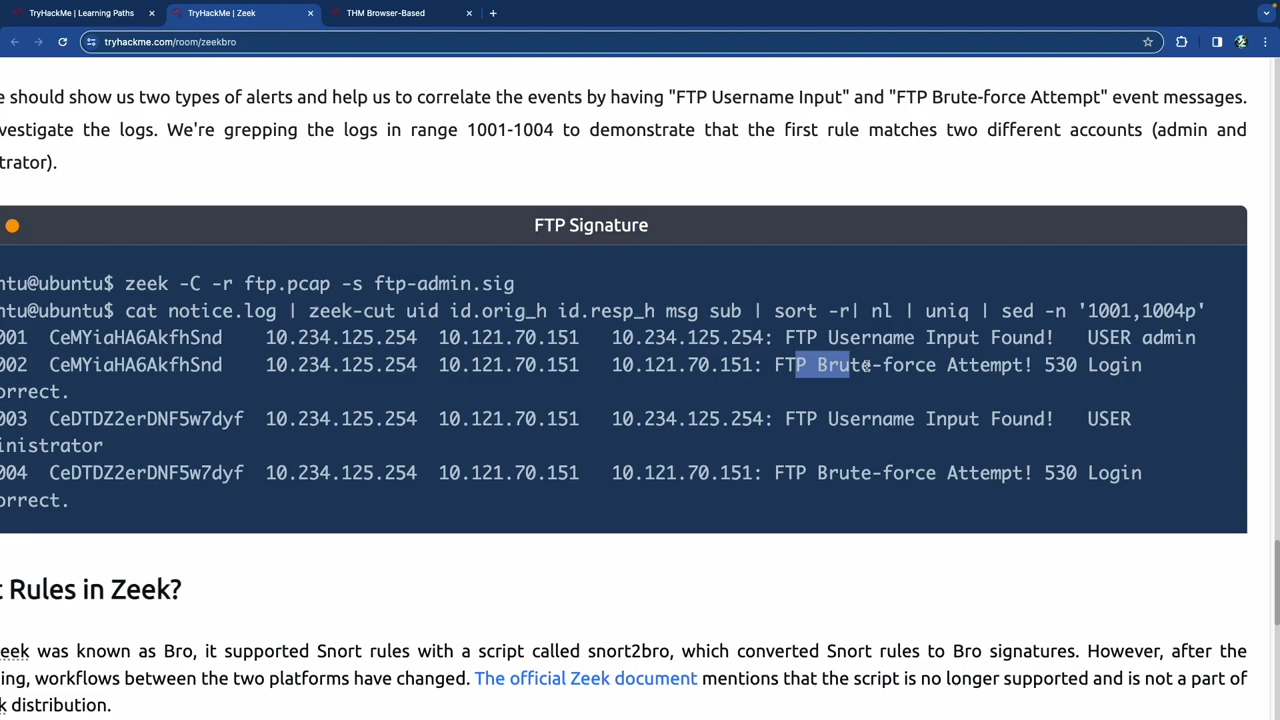 TryHackMe | Learning Paths
TryHackMe | Zeek
THM Browser-Based
tryhackme.com/room/zeekbro
e should show us two types of alerts and help us to correlate the events by having "FTP Username Input" and "FTP Brute-force Attempt" event messages.
vestigate the logs. We're grepping the logs in range 1001-1004 to demonstrate that the first rule matches two different accounts (admin and
trator).
FTP Signature
ntu@ubuntu$ zeek -C -r ftp.pcap -s ftp-admin.sig
ntu@ubuntu$ cat notice.log | zeek-cut uid id.orig_h id.resp_h msg sub | sort -r| nl | uniq | sed -n '1001,1004p'
001 CeMYiaHA6AkfhSnd 10.234.125.254 10.121.70.151 10.234.125.254: FTP Username Input Found! USER admin
002 CeMYiaHA6AkfhSnd 10.234.125.254 10.121.70.151 10.121.70.151: FTP Brute-force Attempt! 530 Login
orrect.
003 CeDTDZ2erDNF5w7dyf 10.234.125.254 10.121.70.151 10.234.125.254: FTP Username Input Found! USER
inistrator
004 CeDTDZ2erDNF5w7dyf 10.234.125.254 10.121.70.151 10.121.70.151: FTP Brute-force Attempt! 530 Login
orrect.
t Rules in Zeek?
eek was known as Bro, it supported Snort rules with a script called snort2bro, which converted Snort rules to Bro signatures. However, after the
ing, workflows between the two platforms have changed. The official Zeek document mentions that the script is no longer supported and is not a part of
k distribution.